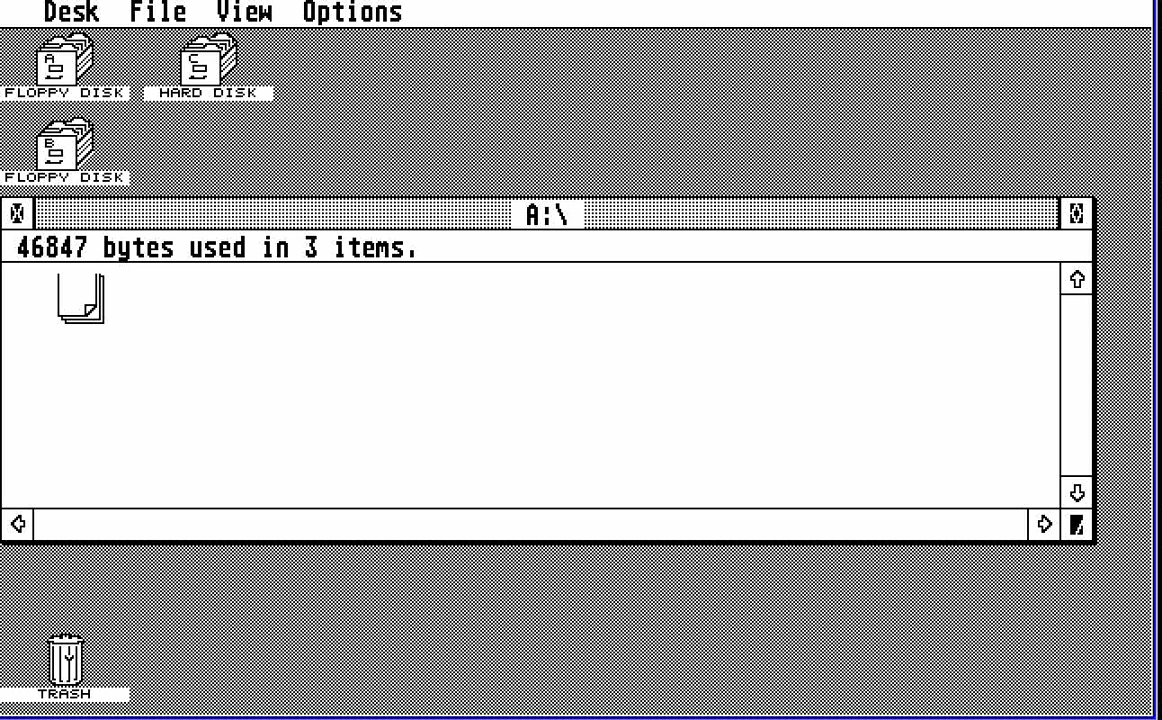 Desk File View Options
A
FLOPPY DISK
C
HARD DISK
B
FLOPPY DISK
A:\
46847 bytes used in 3 items.
TRASH